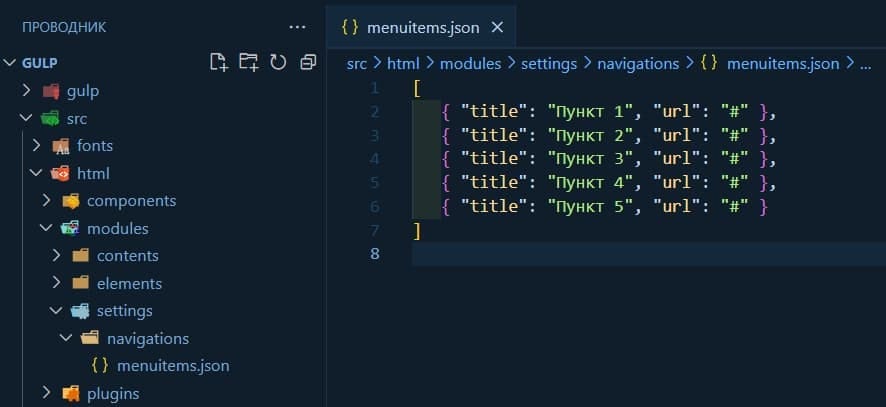 ПРОВОДНИК ...
GULP
gulp
src
fonts
html
components
modules
contents
elements
settings
navigations
{ } menuitems.json
plugins
{ } menuitems.json ×
src > html > modules > settings > navigations > { } menuitems.json > ...
1 [
2 { "title": "Пункт 1", "url": "#" },
3 { "title": "Пункт 2", "url": "#" },
4 { "title": "Пункт 3", "url": "#" },
5 { "title": "Пункт 4", "url": "#" },
6 { "title": "Пункт 5", "url": "#" }
7 ]
8